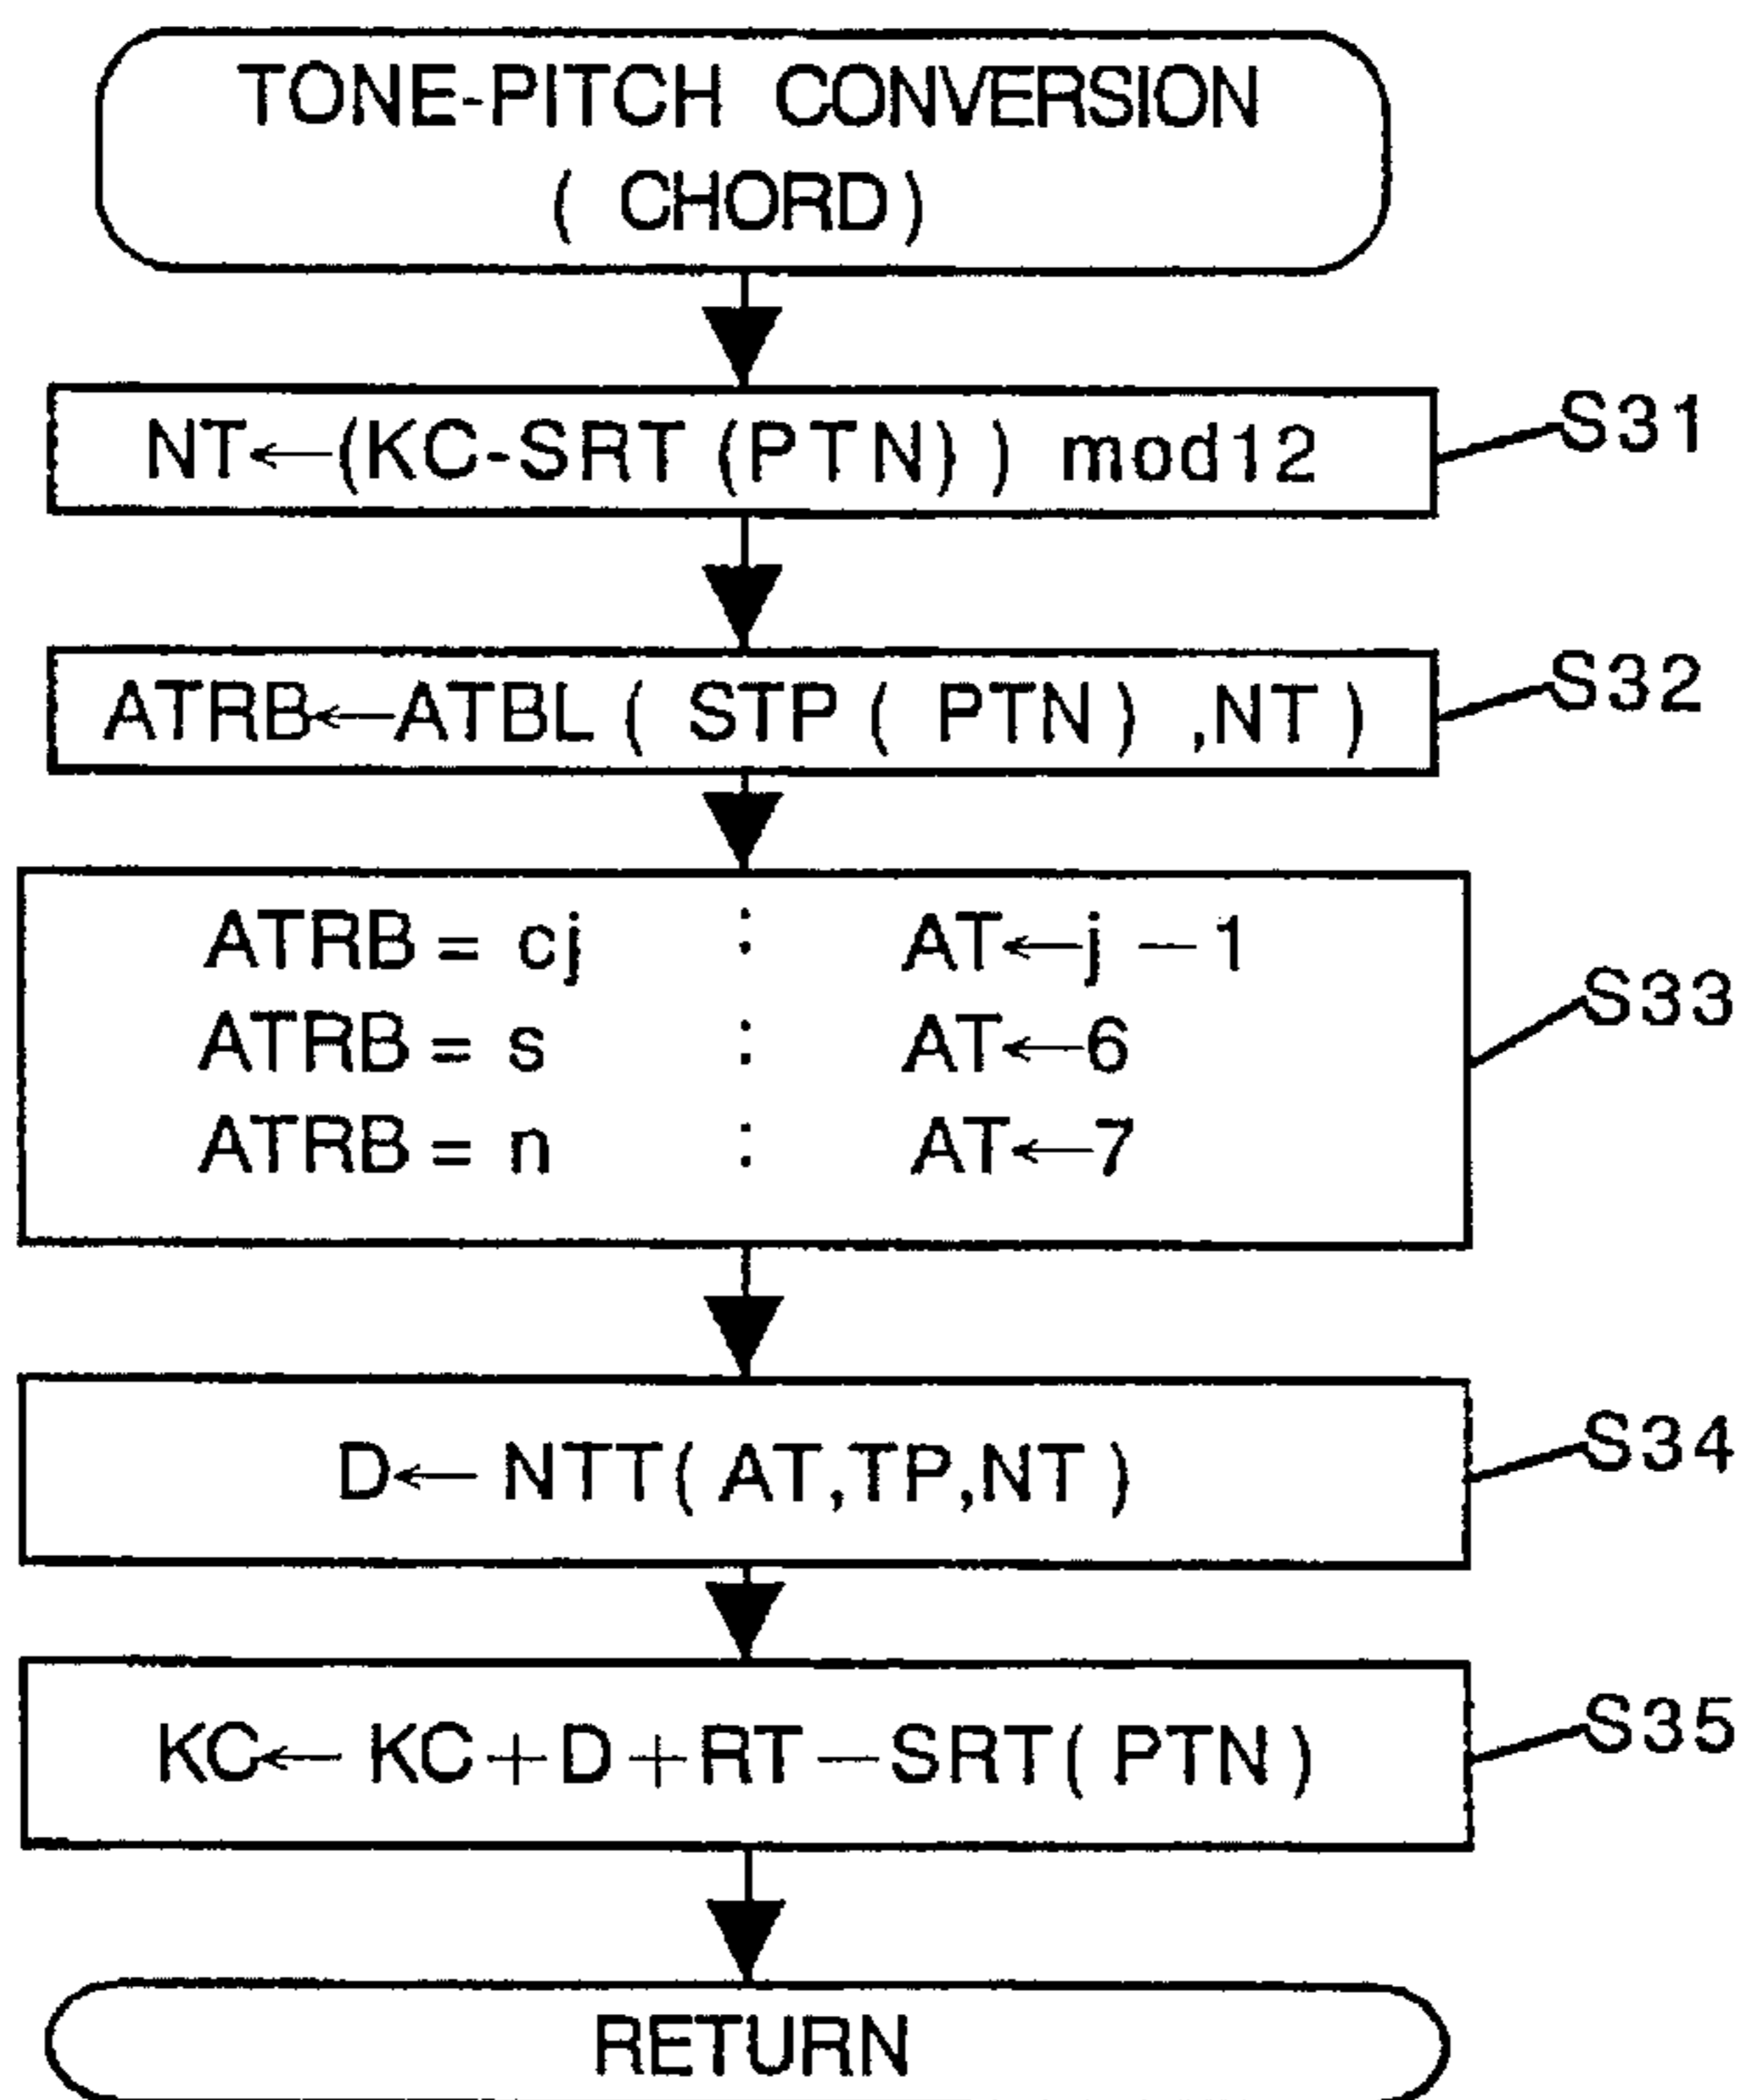 TONE-PITCH CONVERSION
( CHORD)
NT←(KC-SRT(PTN)) mod12
S31
ATRB←ATBL( STP( PTN) ,NT)
S32
ATRB= cj : AT←j-1
ATRB= s : AT←6
ATRB= n : AT←7
S33
D← NTT( AT,TP,NT)
S34
KC← KC+D+RT-SRT( PTN)
S35
RETURN